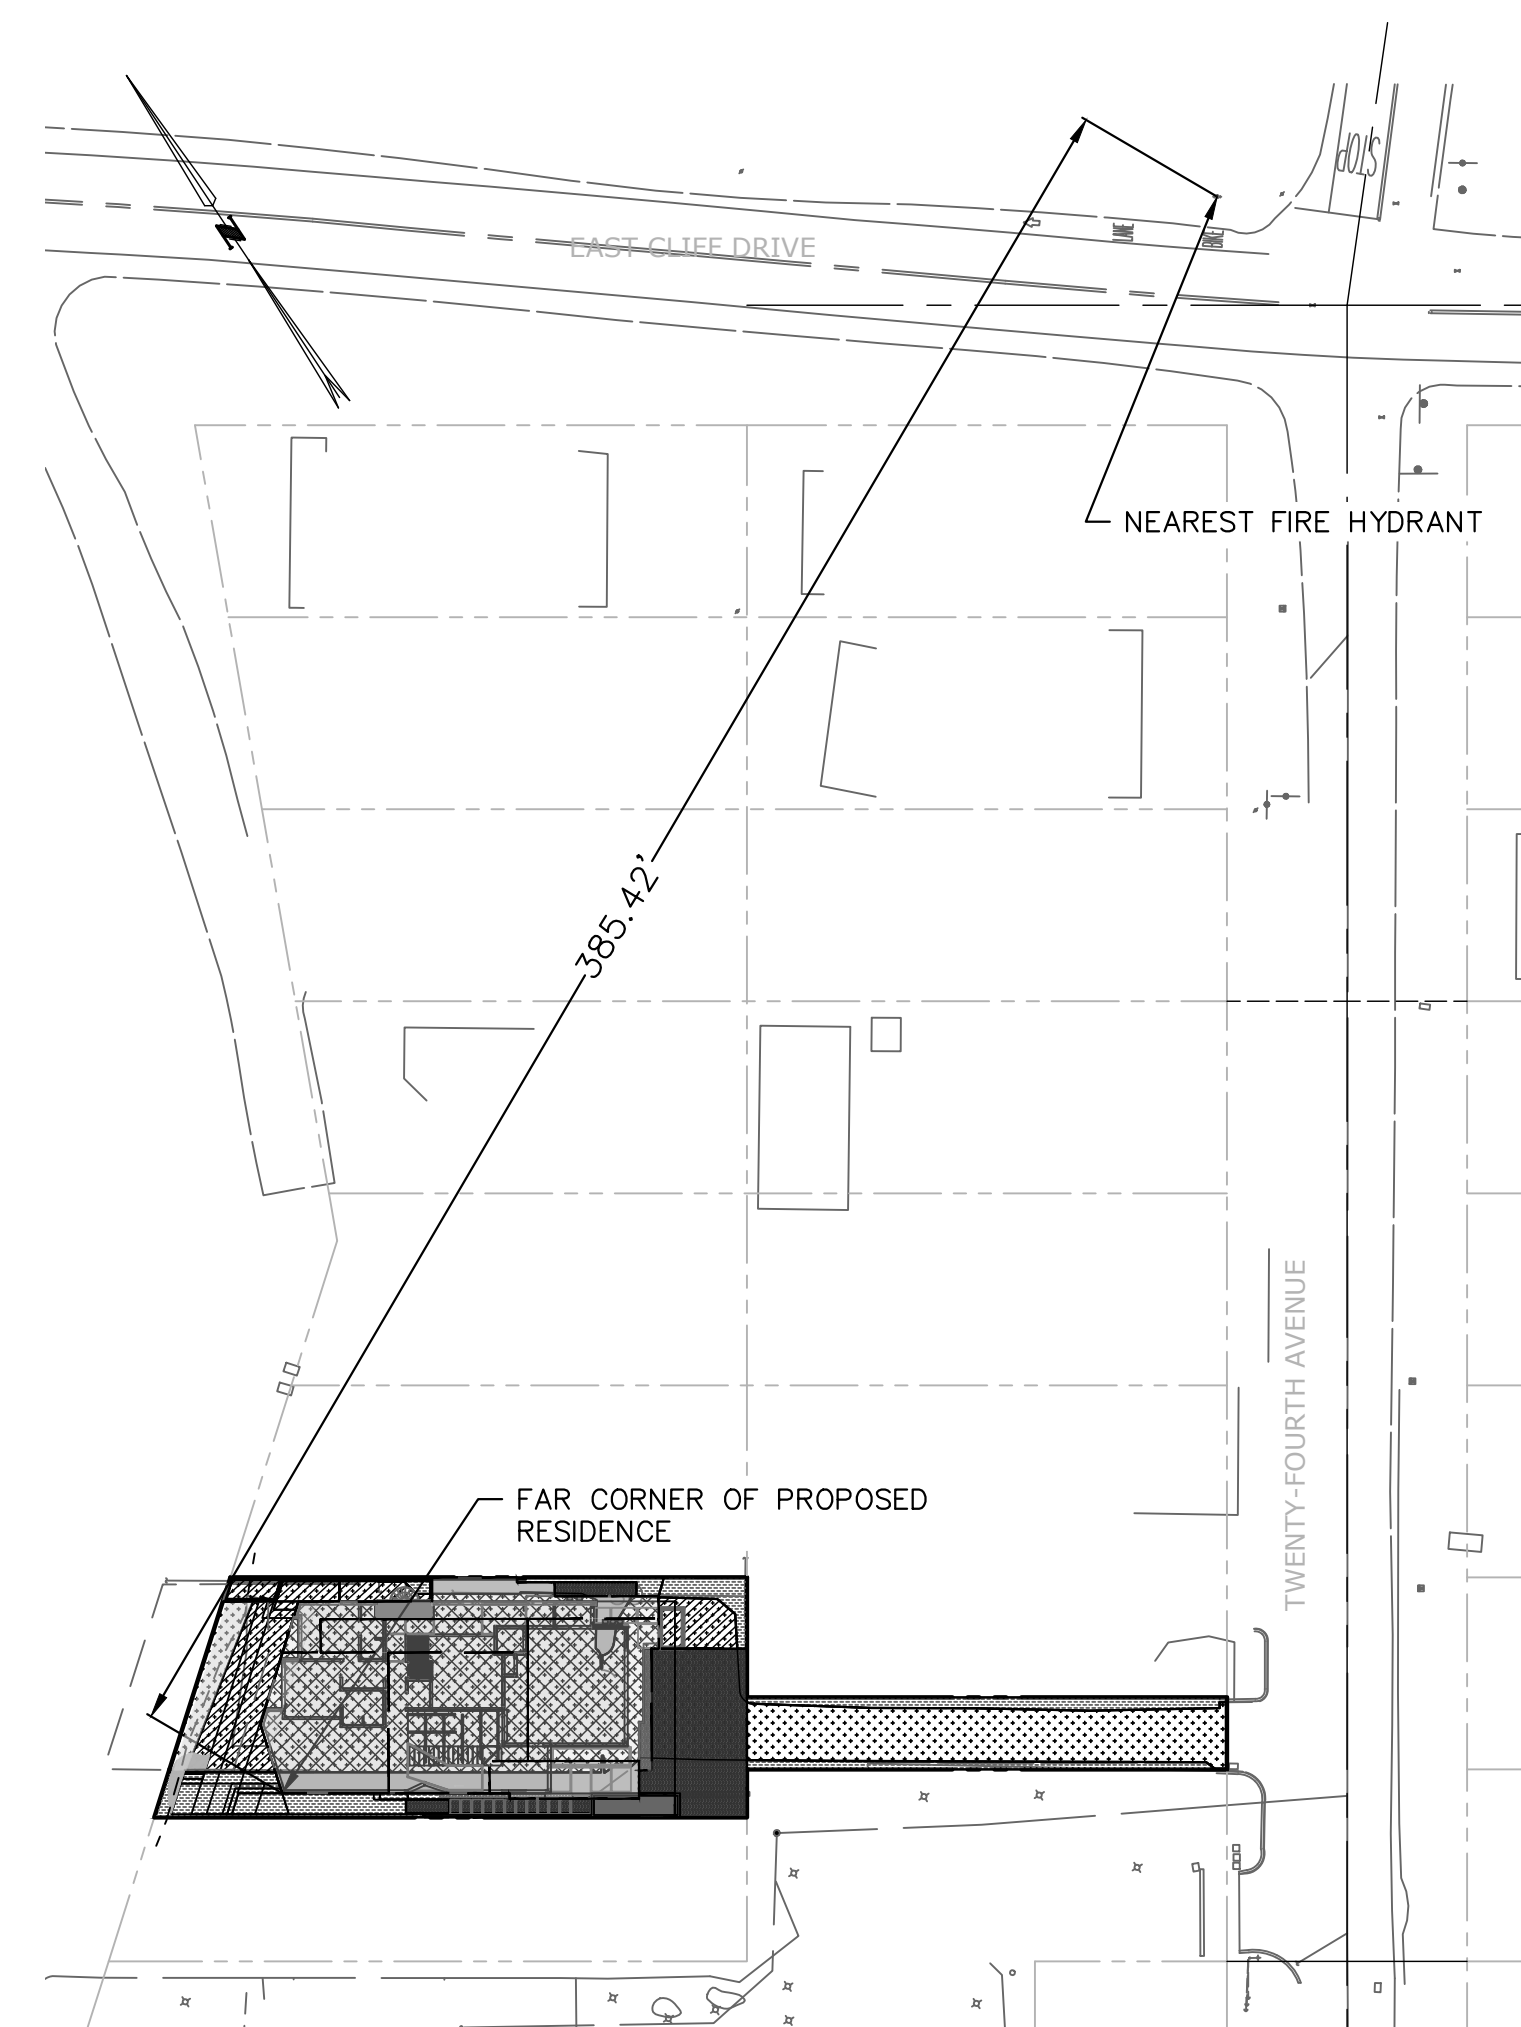 STOP
N
EAST CLIFF DRIVE
LANE
BIKE
NEAREST FIRE HYDRANT
385.42'
TWENTY-FOURTH AVENUE
FAR CORNER OF PROPOSED
RESIDENCE